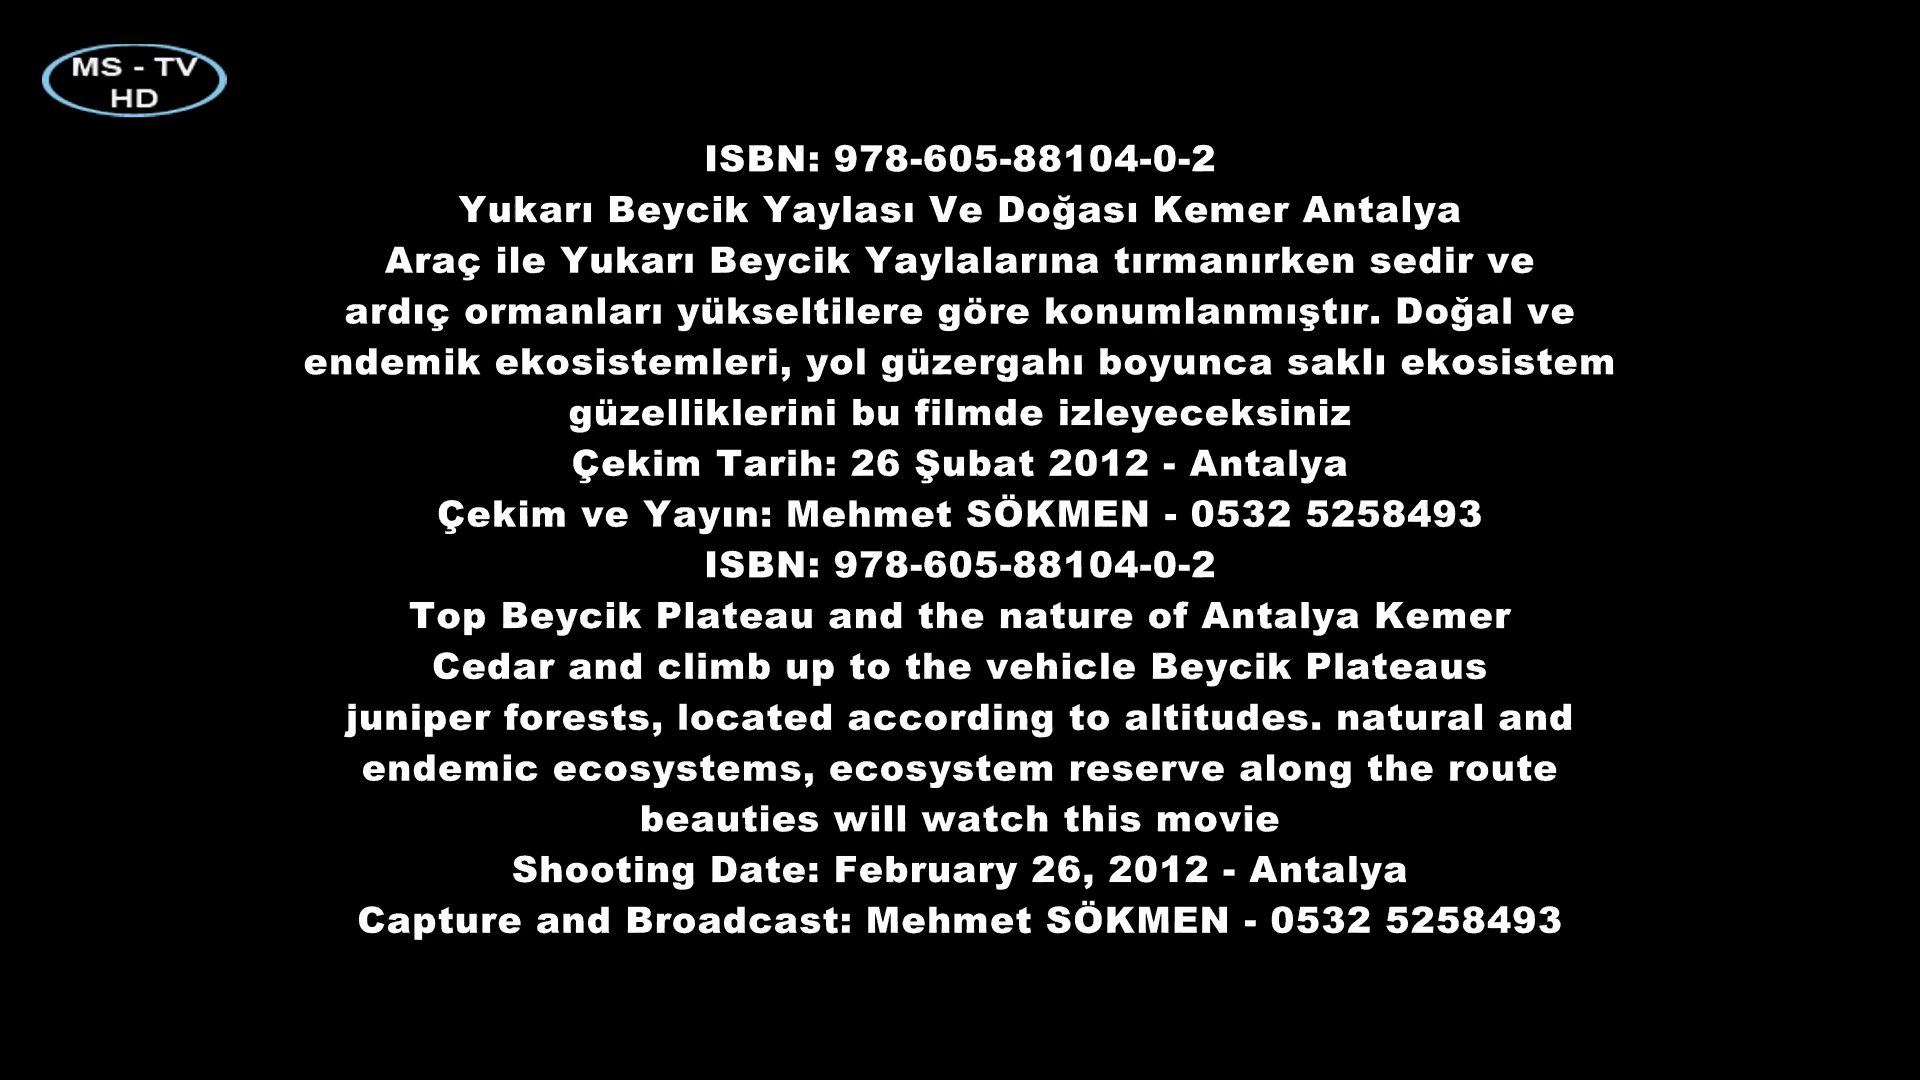 MS - TV
HD
ISBN: 978-605-88104-0-2
Yukarı Beycik Yaylası Ve Doğası Kemer Antalya
Araç ile Yukarı Beycik Yaylalarına tırmanırken sedir ve
ardıç ormanları yükseltilere göre konumlanmıştır. Doğal ve
endemik ekosistemleri, yol güzergahı boyunca saklı ekosistem
güzelliklerini bu filmde izleyeceksiniz
Çekim Tarih: 26 Şubat 2012 - Antalya
Çekim ve Yayın: Mehmet SÖKMEN - 0532 5258493
ISBN: 978-605-88104-0-2
Top Beycik Plateau and the nature of Antalya Kemer
Cedar and climb up to the vehicle Beycik Plateaus
juniper forests, located according to altitudes. natural and
endemic ecosystems, ecosystem reserve along the route
beauties will watch this movie
Shooting Date: February 26, 2012 - Antalya
Capture and Broadcast: Mehmet SÖKMEN - 0532 5258493